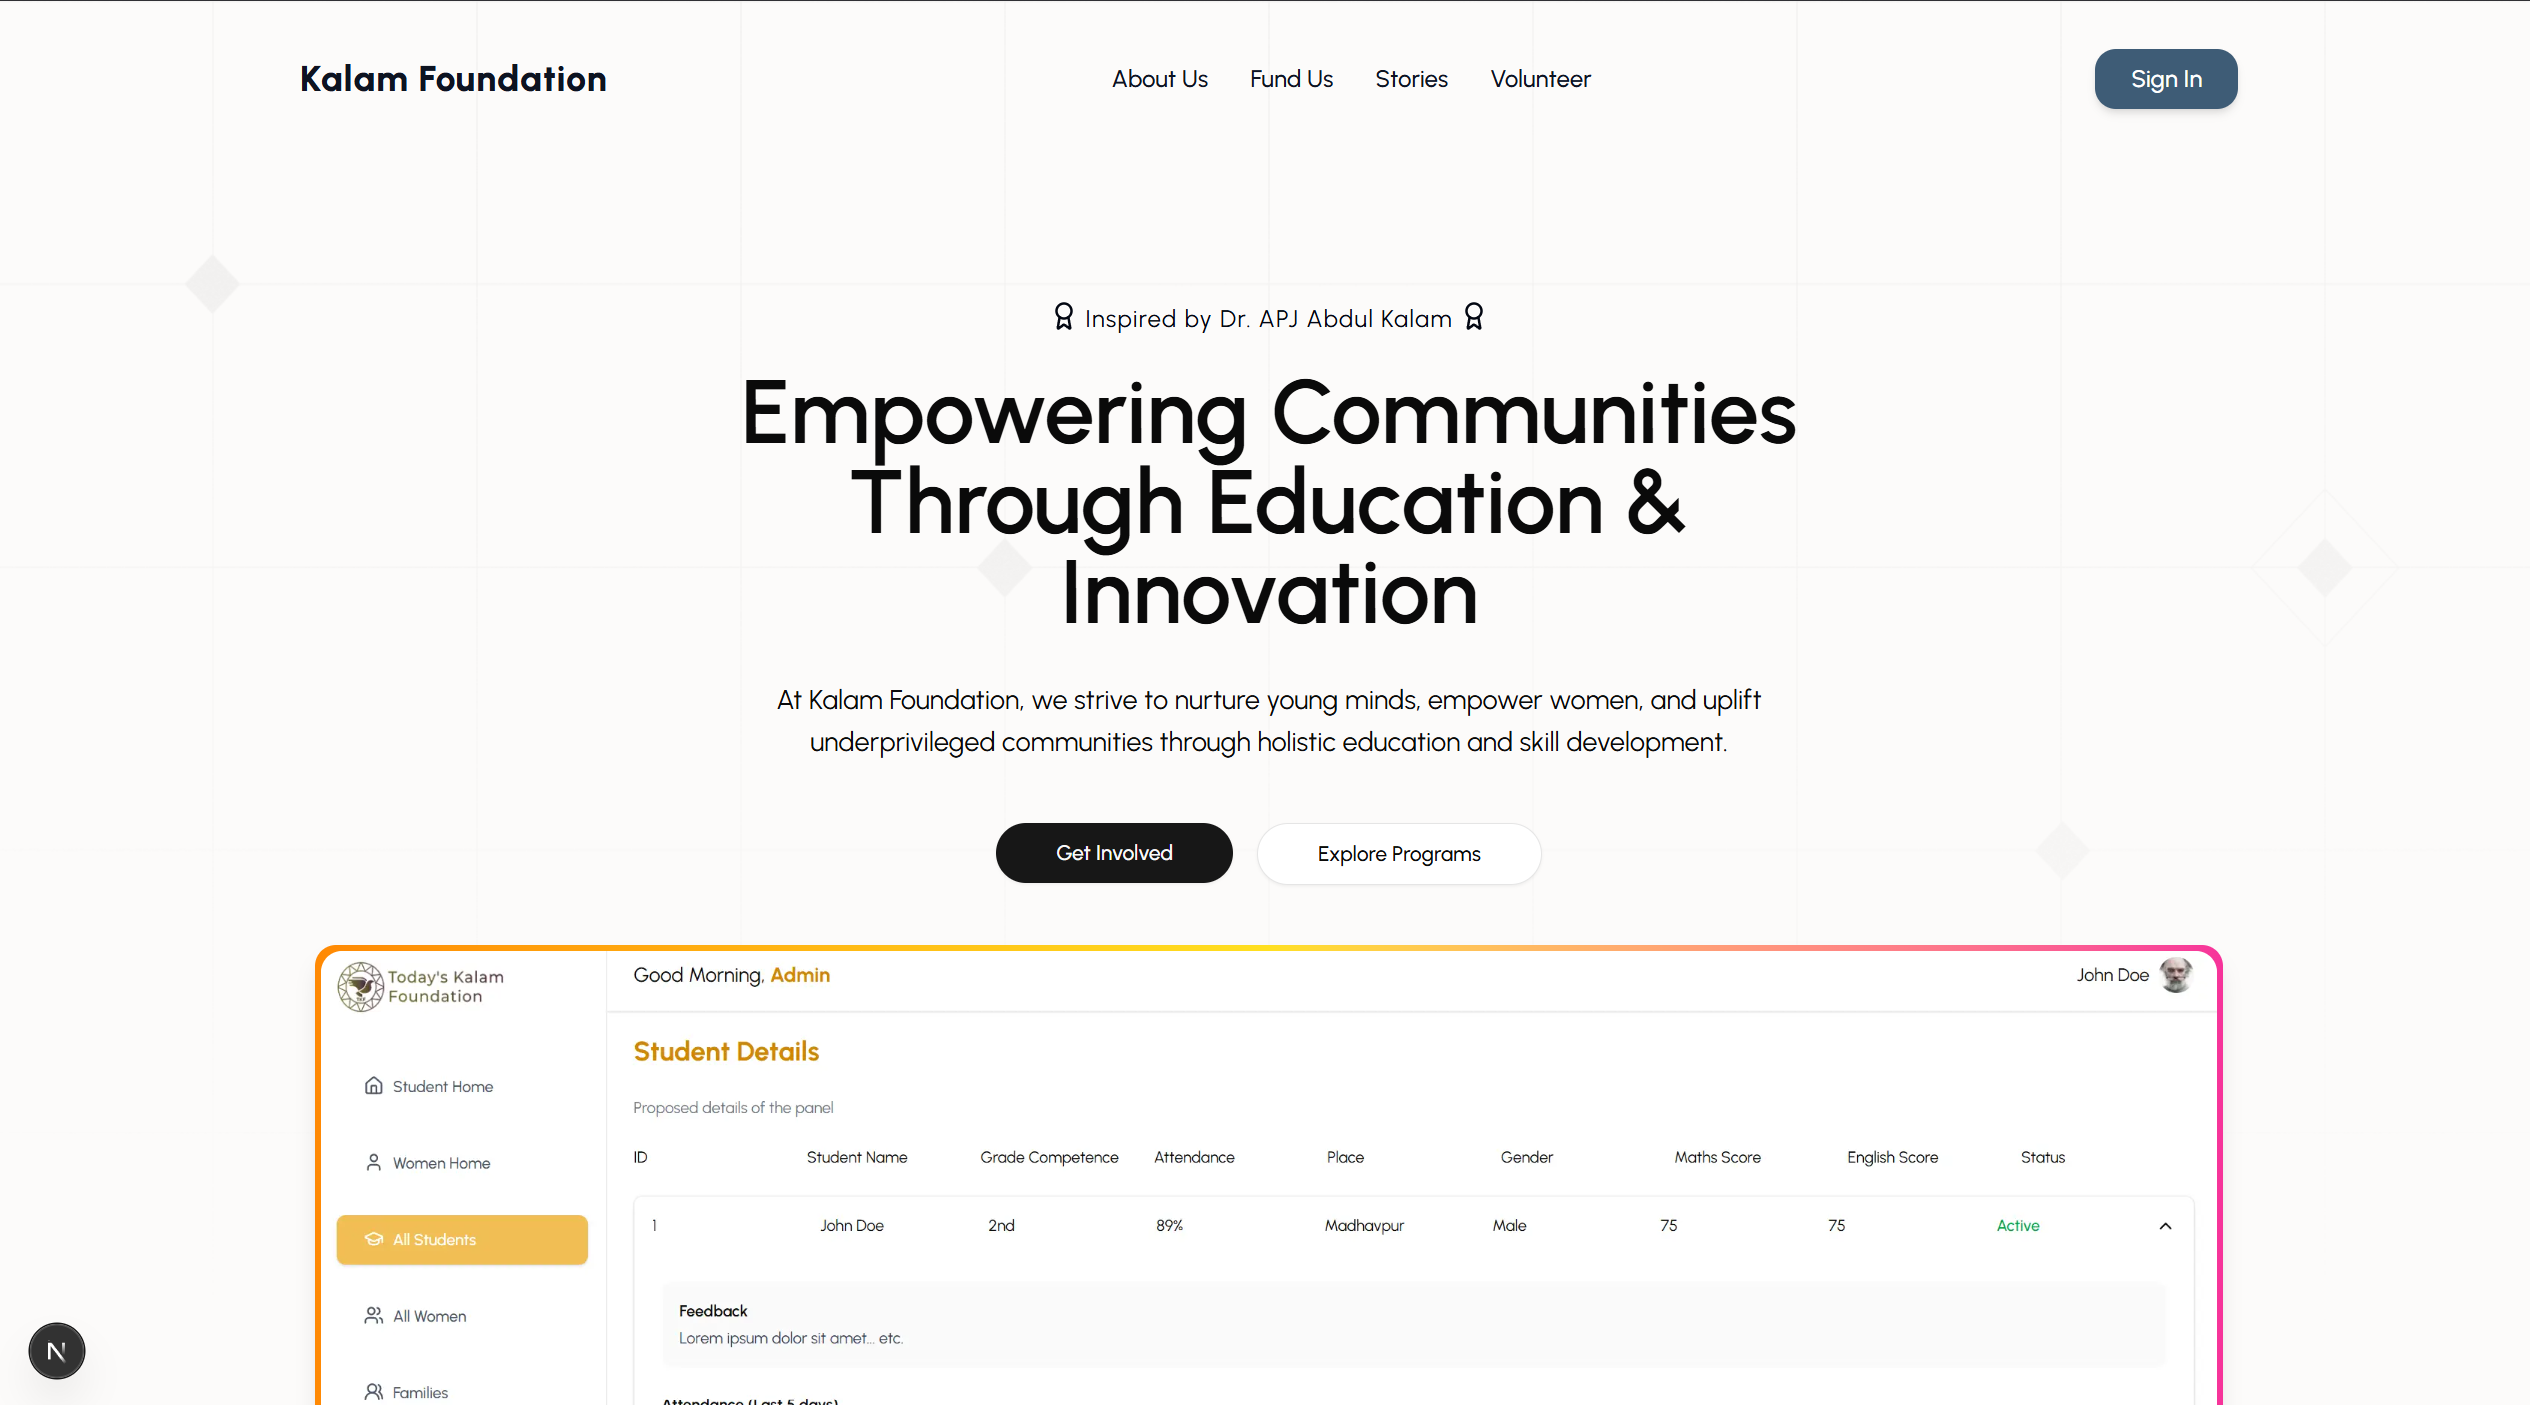 Kalam Foundation
About Us
Fund Us
Stories
Volunteer
Sign In
Inspired by Dr. APJ Abdul Kalam
Empowering Communities
Through Education &
Innovation
At Kalam Foundation, we strive to nurture young minds, empower women, and uplift
underprivileged communities through holistic education and skill development.
Get Involved
Explore Programs
Today's Kalam
Foundation
Good Morning, Admin
John Doe
Student Home
Women Home
All Students
All Women
Families
Student Details
Proposed details of the panel
ID Student Name Grade Competence Attendance Place Gender Maths Score English Score Status
1 John Doe 2nd 89% Madhavpur Male 75 75 Active
Feedback
Lorem ipsum dolor sit amet... etc.
Attendance (Last 5 days)
N